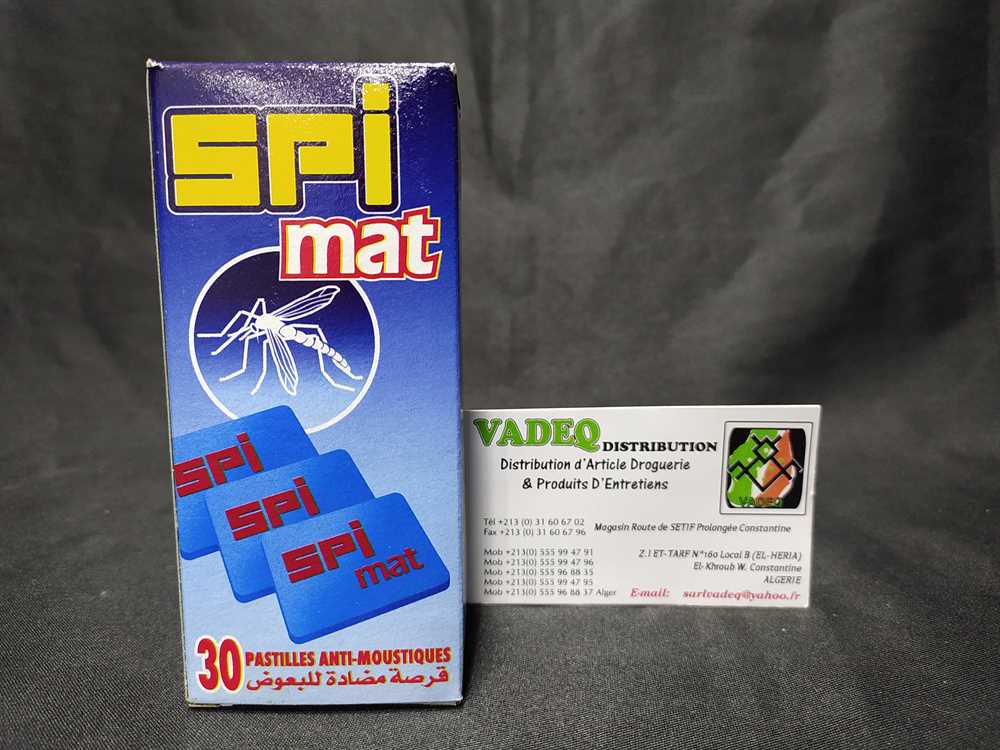 SPi
mat
SPi
SPi
SPi
mat
30 PASTILLES ANTI-MOUSTIQUES
قرصة مضادة للبعوض
VADEQ DISTRIBUTION
Distribution d'Article Droguerie
& Produits D'Entretiens
VADEQ
Tél +213 (0) 31 60 67 02
Fax +213 (0) 31 60 67 96
Magasin Route de SETIF Prolongée Constantine
Mob +213(0) 555 99 47 91
Mob +213(0) 555 99 47 96
Mob +213(0) 555 96 88 35
Mob +213(0) 555 99 47 95
Mob +213(0) 555 96 88 37 Alger
Z.I ET-TARF N°160 Local B (EL-HERIA)
El-Khroub W. Constantine
ALGERIE
E-mail: sarlvadeq@yahoo.fr